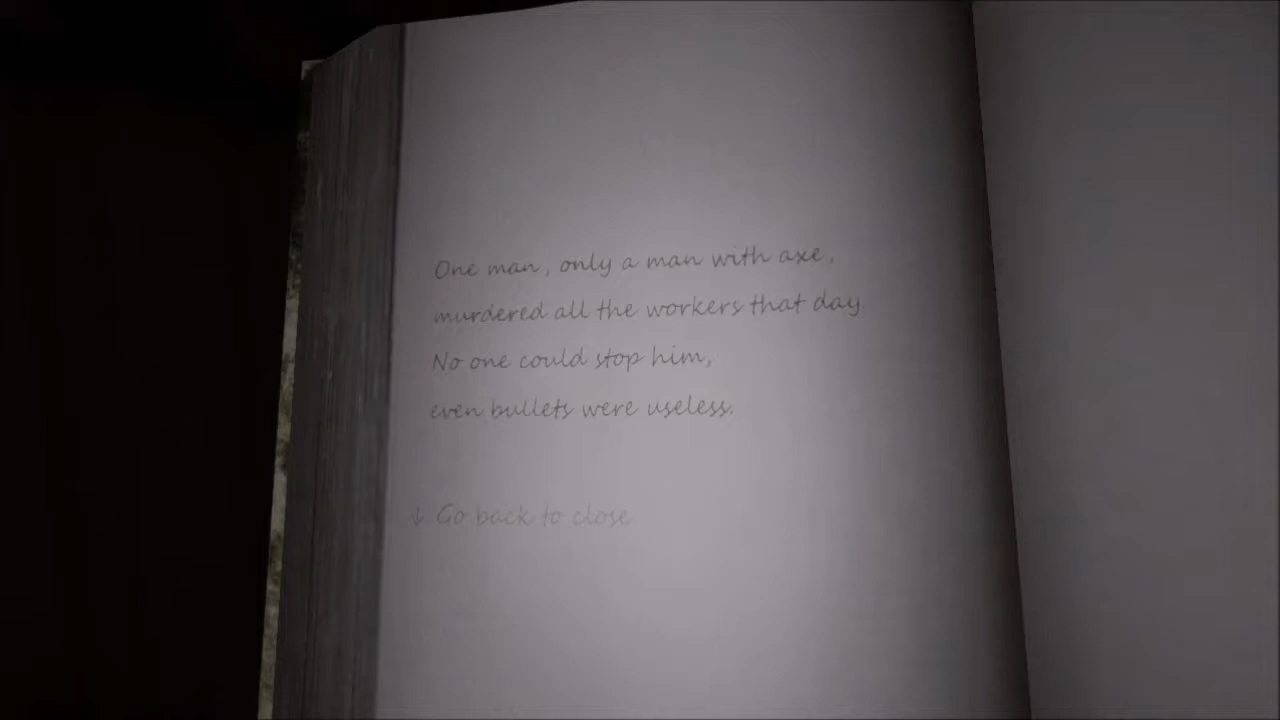 One man, only a man with axe,
murdered all the workers that day.
No one could stop him,
even bullets were useless.
↓ Go back to close